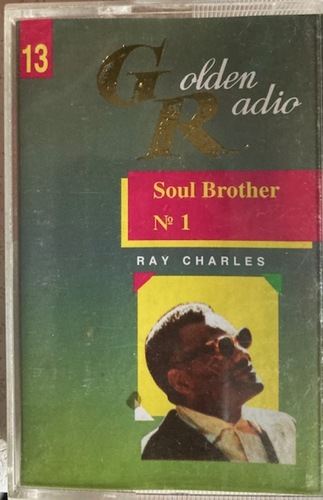 13
Golden
Radio
Soul Brother
№ 1
RAY CHARLES